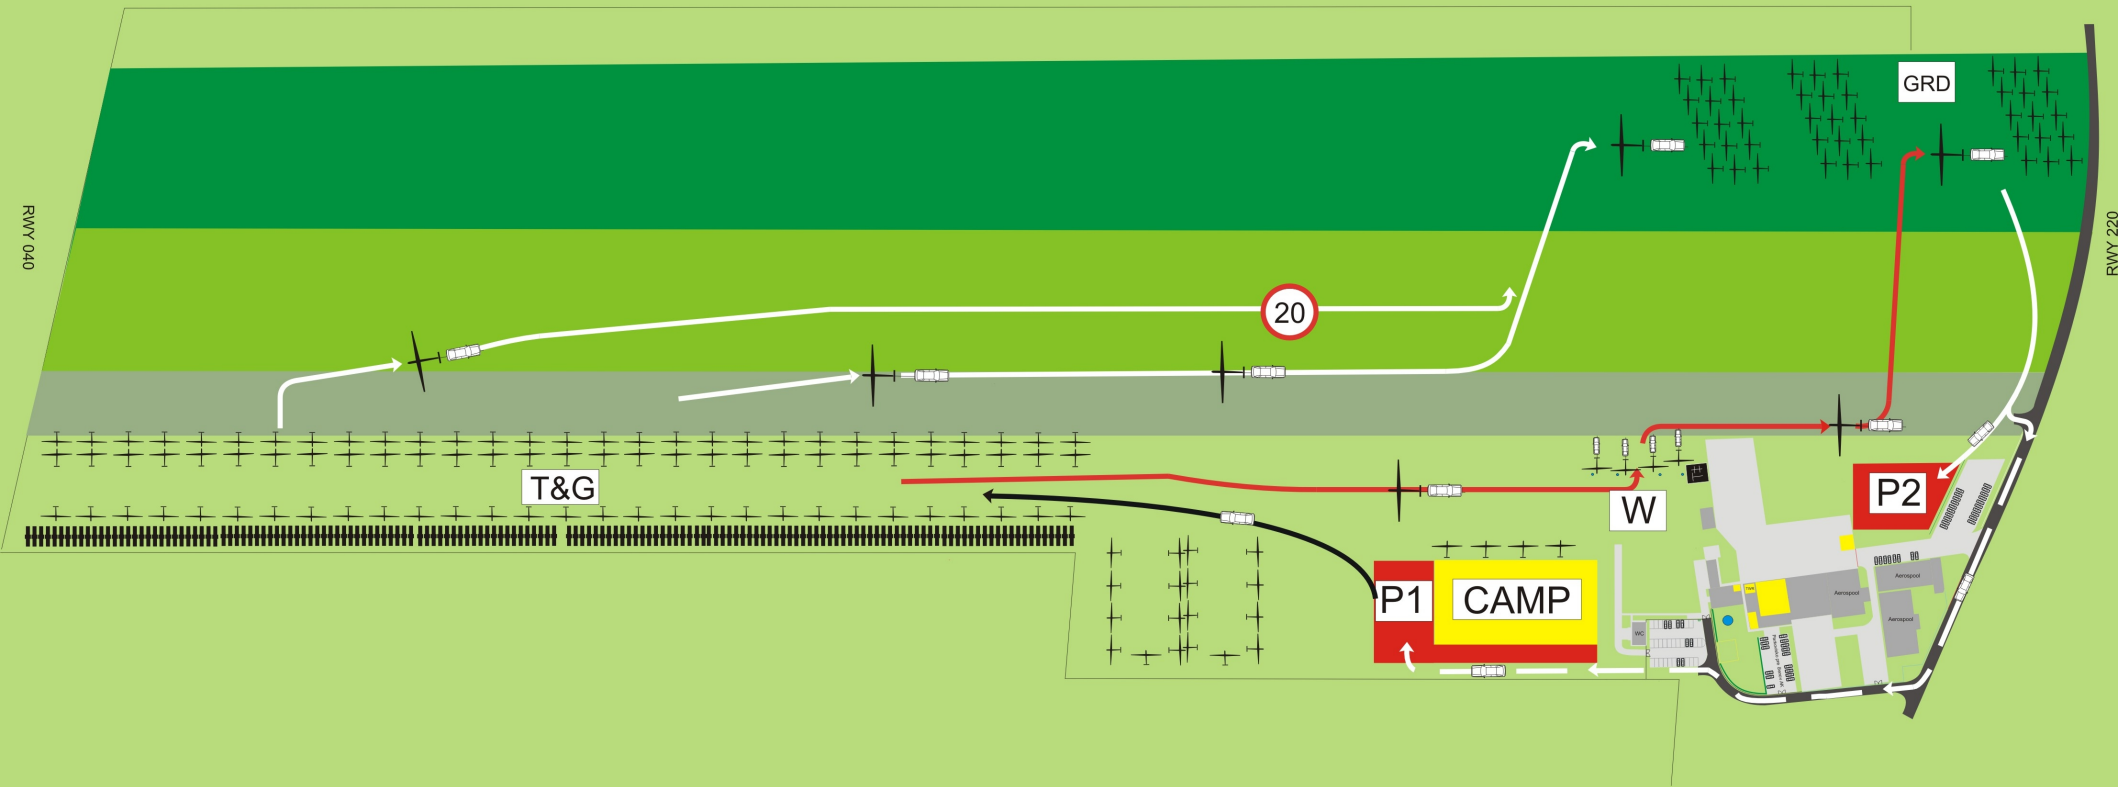 GRD
RWY 040
RWY 220
20
T&G
W
P2
P1
CAMP
Aerospool
Aerospool
Aerospool
WC